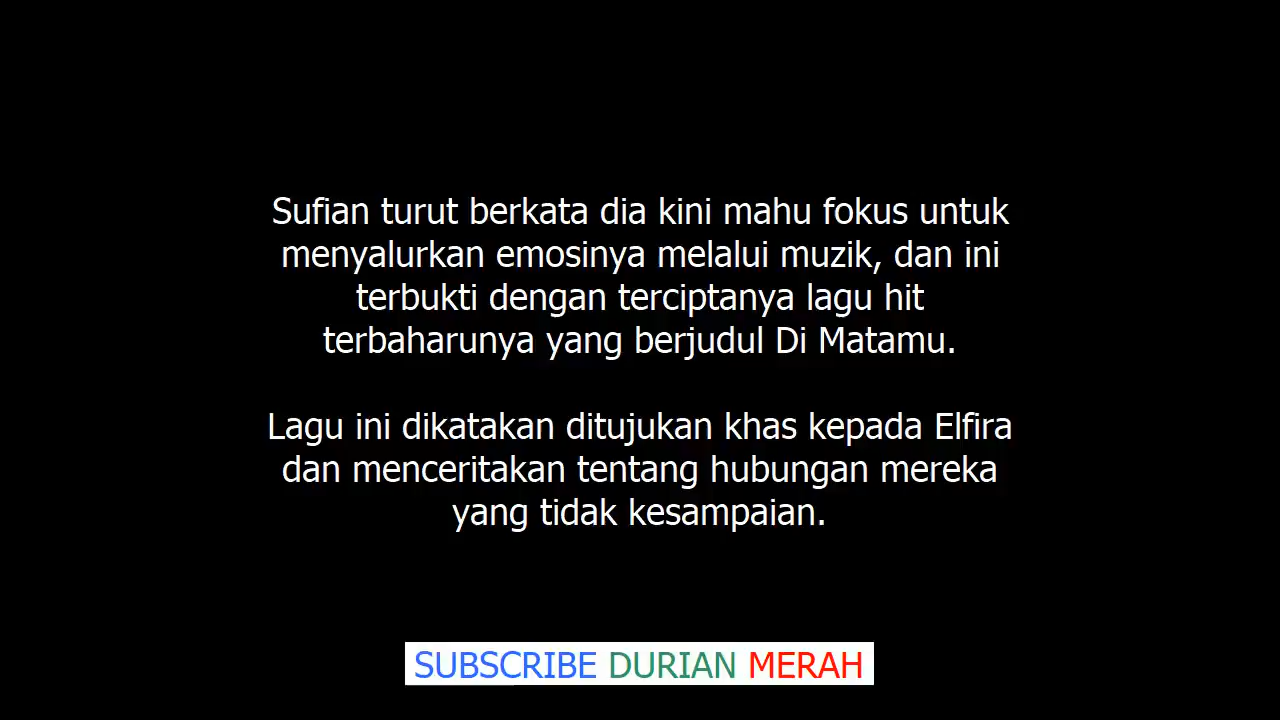 Sufian turut berkata dia kini mahu fokus untuk
menyalurkan emosinya melalui muzik, dan ini
terbukti dengan terciptanya lagu hit
terbaharunya yang berjudul Di Matamu.
Lagu ini dikatakan ditujukan khas kepada Elfira
dan menceritakan tentang hubungan mereka
yang tidak kesampaian.
SUBSCRIBE DURIAN MERAH